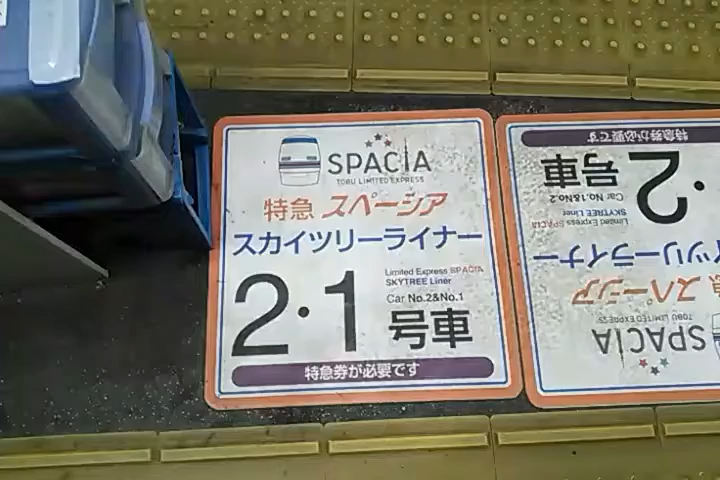 SPACIA
TOBU LIMITED EXPRESS
特急 スペーシア
スカイツリーライナー
Limited Express SPACIA
SKYTREE Liner
Car No.2&No.1
2・1号車
特急券が必要です
特急券が必要です
2・
号車
Car No.1&No.2
SKYTREE Liner
Limited Express SPACIA
ツリーライナー
スペーシア
TOBU LIMITED EXPRESS
SPACIA